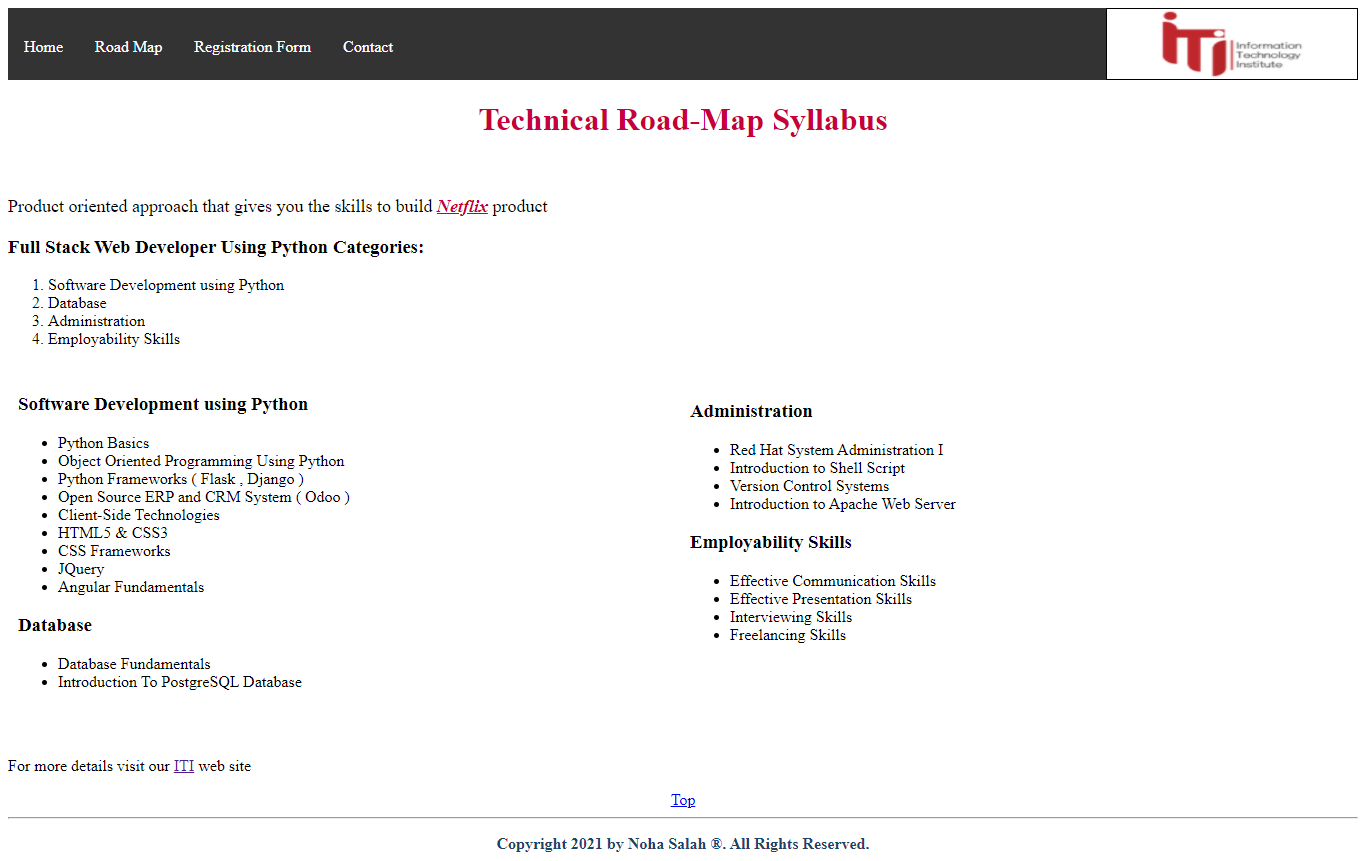 Home Road Map Registration Form Contact
iTi Information
Technology
Institute
Technical Road-Map Syllabus
Product oriented approach that gives you the skills to build Netflix product
Full Stack Web Developer Using Python Categories:
1. Software Development using Python
2. Database
3. Administration
4. Employability Skills
Software Development using Python
• Python Basics
• Object Oriented Programming Using Python
• Python Frameworks ( Flask , Django )
• Open Source ERP and CRM System ( Odoo )
• Client-Side Technologies
• HTML5 & CSS3
• CSS Frameworks
• JQuery
• Angular Fundamentals
Database
• Database Fundamentals
• Introduction To PostgreSQL Database
Administration
• Red Hat System Administration I
• Introduction to Shell Script
• Version Control Systems
• Introduction to Apache Web Server
Employability Skills
• Effective Communication Skills
• Effective Presentation Skills
• Interviewing Skills
• Freelancing Skills
For more details visit our ITI web site
Top
Copyright 2021 by Noha Salah ®. All Rights Reserved.